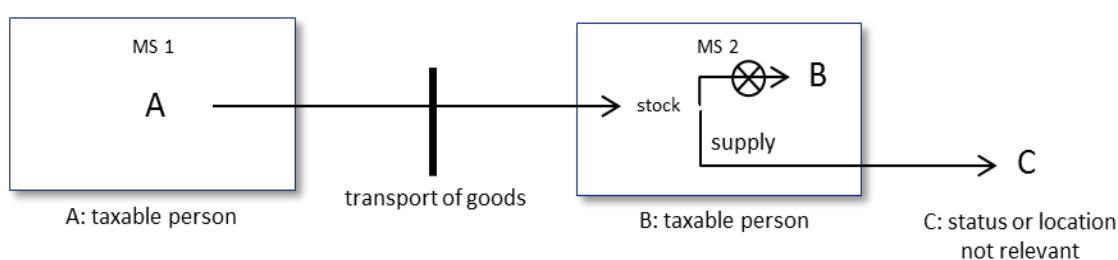 MS 1
A
A: taxable person
transport of goods
MS 2
B
stock
supply
B: taxable person
C
C: status or location
not relevant